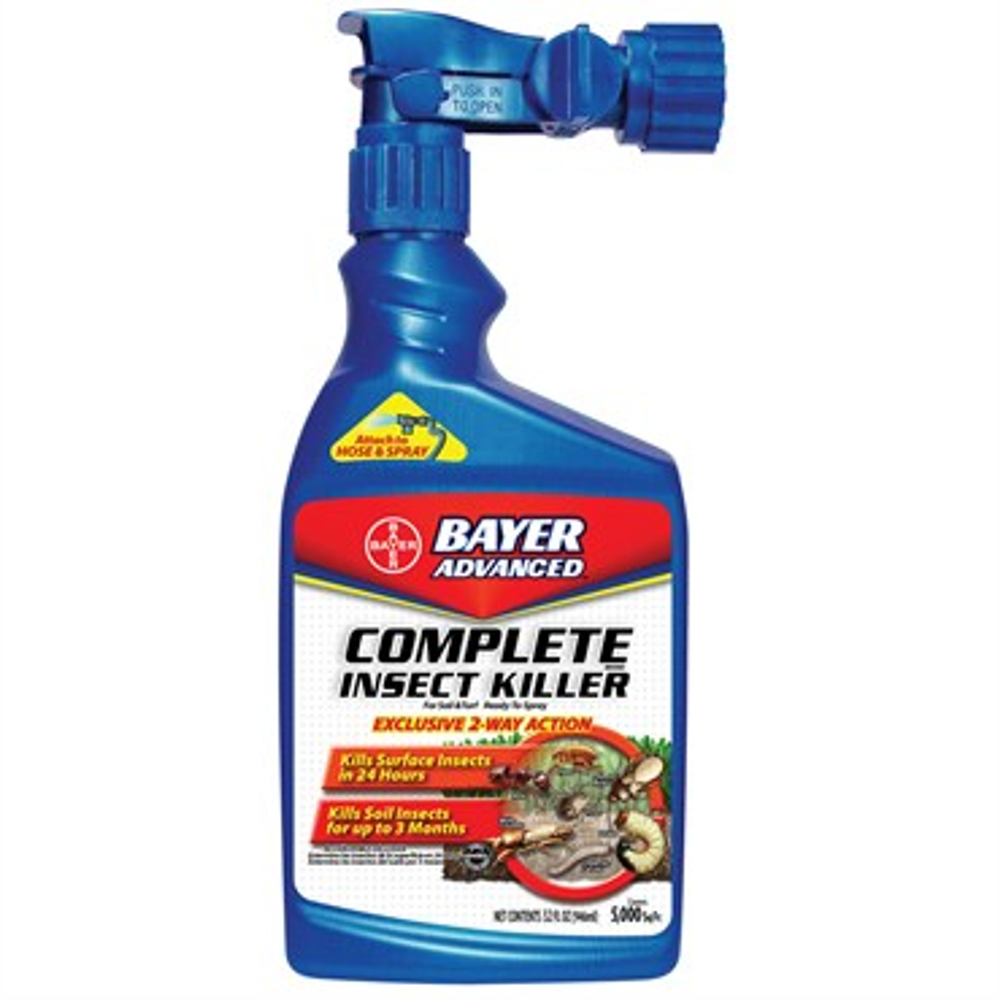 PUSH IN
TO OPEN
Attach to
HOSE & SPRAY
BAYER
BAYER
BAYER
ADVANCED
COMPLETE
INSECT KILLER
For Soil & Turf Ready-To-Spray
EXCLUSIVE 2-WAY ACTION
Kills Surface Insects
in 24 Hours
Kills Soil Insects
for up to 3 Months
NET CONTENTS 32 FL OZ (946ml)
5,000 Sq Ft